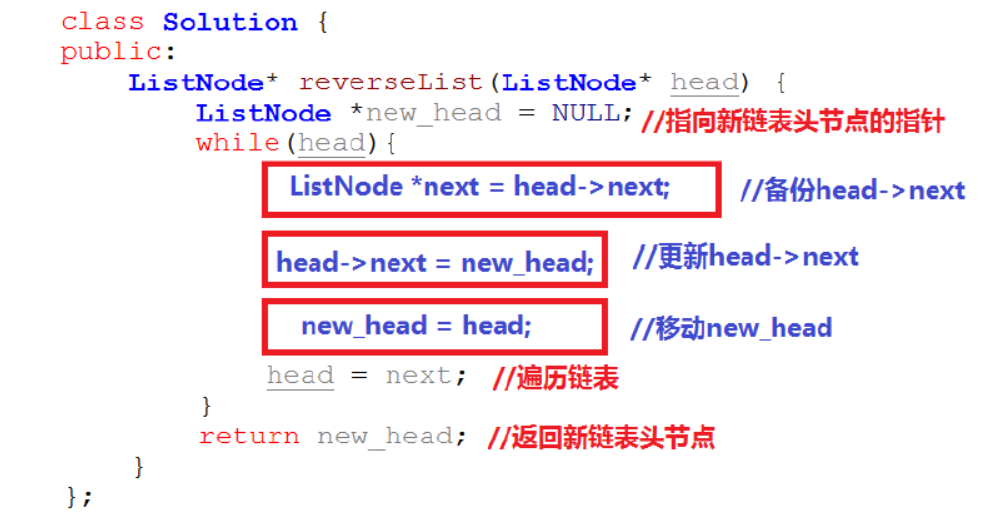 class Solution {
public:
ListNode* reverseList(ListNode* head) {
ListNode *new_head = NULL; //指向新链表头节点的指针
while(head){
ListNode *next = head->next; //备份head->next
head->next = new_head; //更新head->next
new_head = head; //移动new_head
head = next; //遍历链表
}
return new_head; //返回新链表头节点
}
};